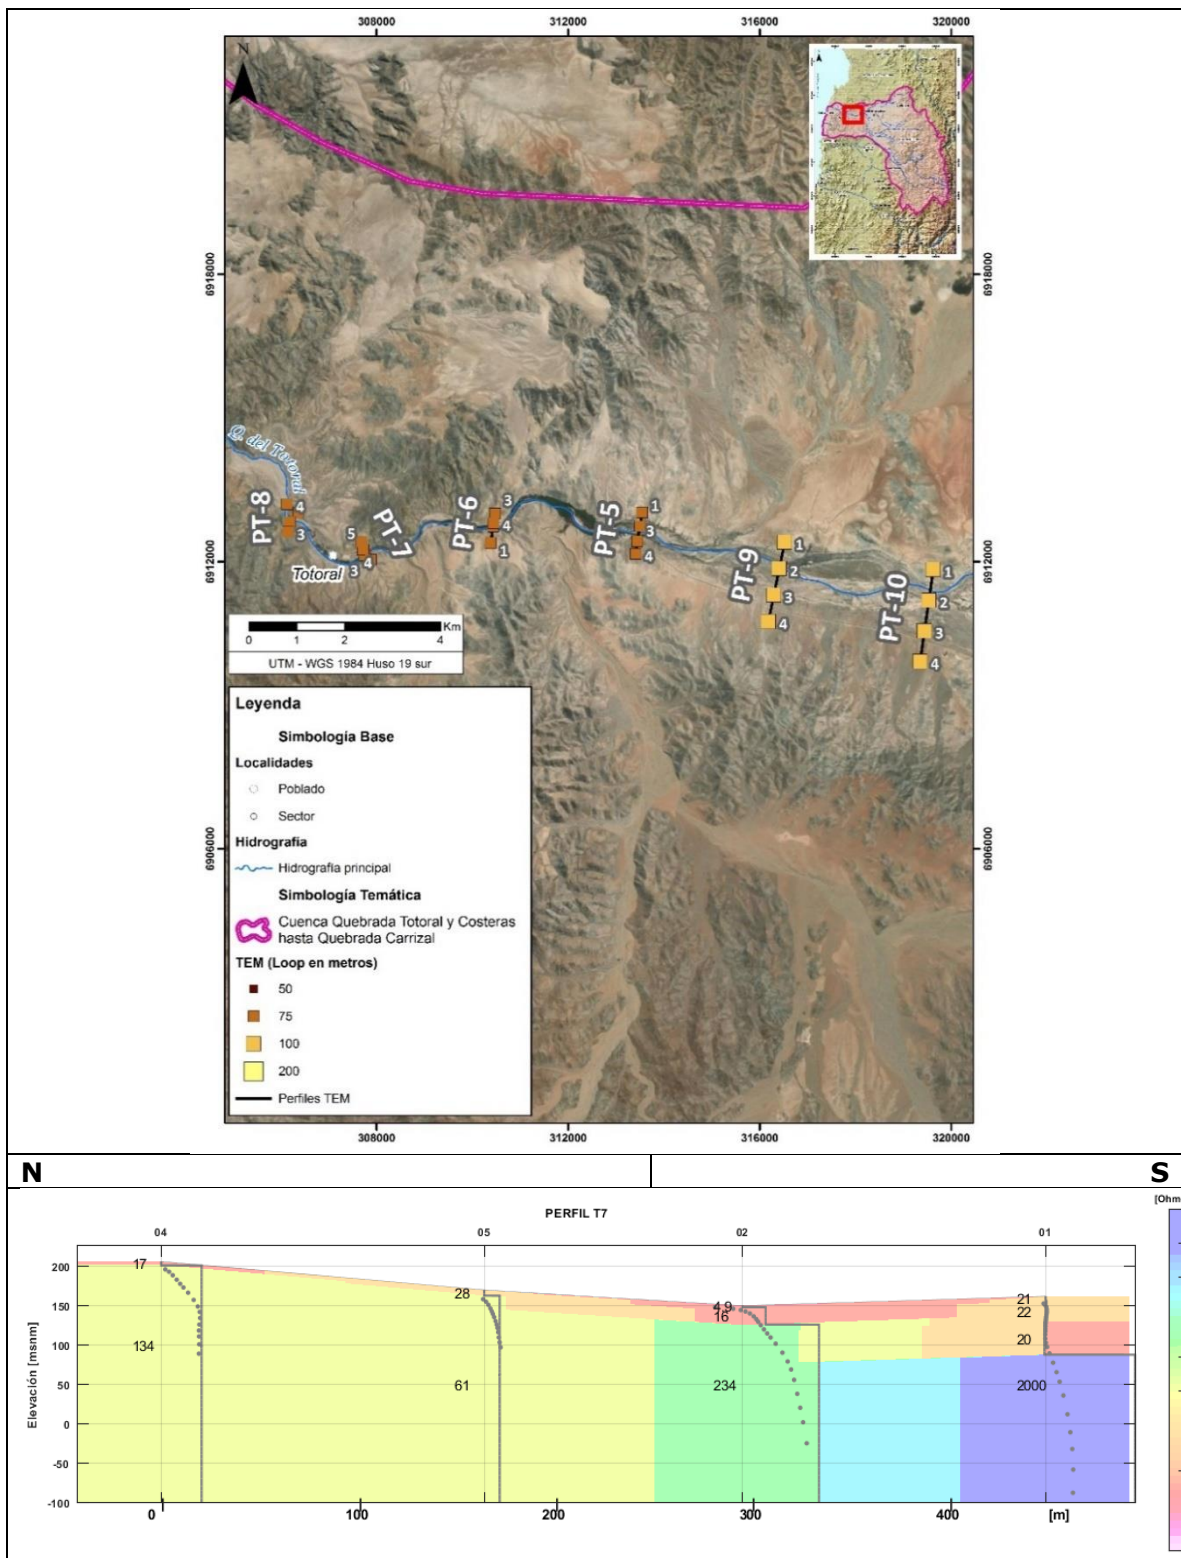 308000 312000 316000 320000
N
6918000 6918000
Q. del Totoral
PT-8 4 3
5 PT-7 4 3
Totoral
PT-6 3 4 1
PT-5 1 3 4
PT-9 1 2 3 4
PT-10 1 2 3 4
6912000 6912000
Km
0 1 2 4
UTM - WGS 1984 Huso 19 sur
Leyenda
Simbología Base
Localidades
Poblado
Sector
Hidrografía
Hidrografía principal
Simbología Temática
Cuenca Quebrada Totoral y Costeras
hasta Quebrada Carrizal
TEM (Loop en metros)
50
75
100
200
Perfiles TEM
6906000 6906000
308000 312000 316000 320000
N S
[Ohm
PERFIL T7
04 05 02 01
Elevación [msnm]
200
150
100
50
0
-50
-100
17
134
28
61
4.9
16
234
21
22
20
2000
0 100 200 300 400 [m]